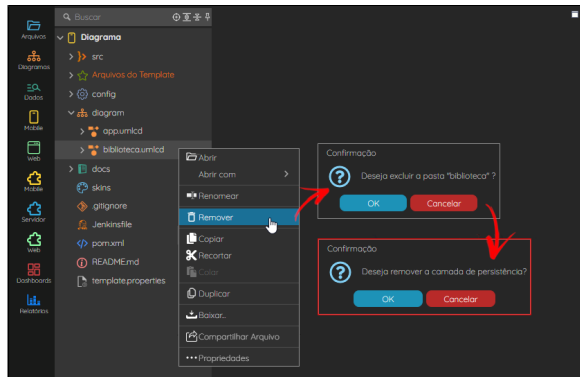 Buscar
Arquivos
Diagramas
Dados
Mobile
Web
Mobile
Servidor
Web
Dashboards
Relatórios
Diagrama
src
Arquivos do Template
config
diagram
app.umlcd
biblioteca.umlcd
docs
skins
.gitignore
Jenkinsfile
pom.xml
README.md
template.properties
Abrir
Abrir com
Renomear
Remover
Copiar
Recortar
Colar
Duplicar
Baixar..
Compartilhar Arquivo
Propriedades
Confirmação
Deseja excluir a pasta "biblioteca" ?
OK Cancelar
Confirmação
Deseja remover a camada de persistência?
OK Cancelar